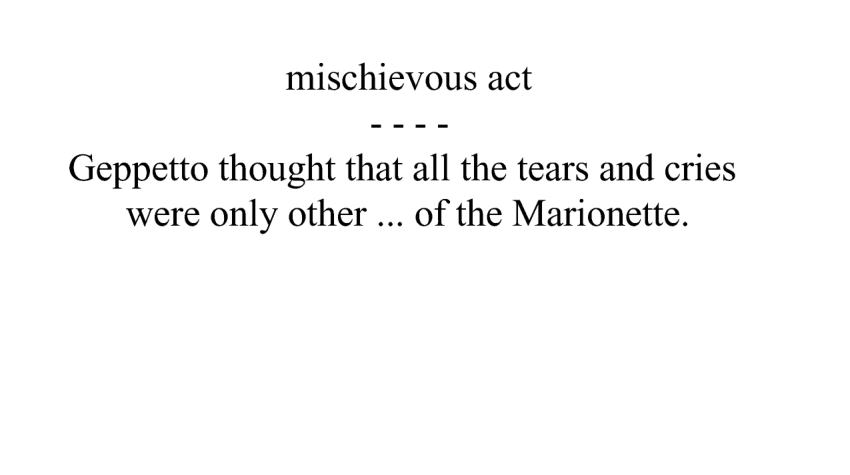 mischievous act
- - - -
Geppetto thought that all the tears and cries
were only other ... of the Marionette.